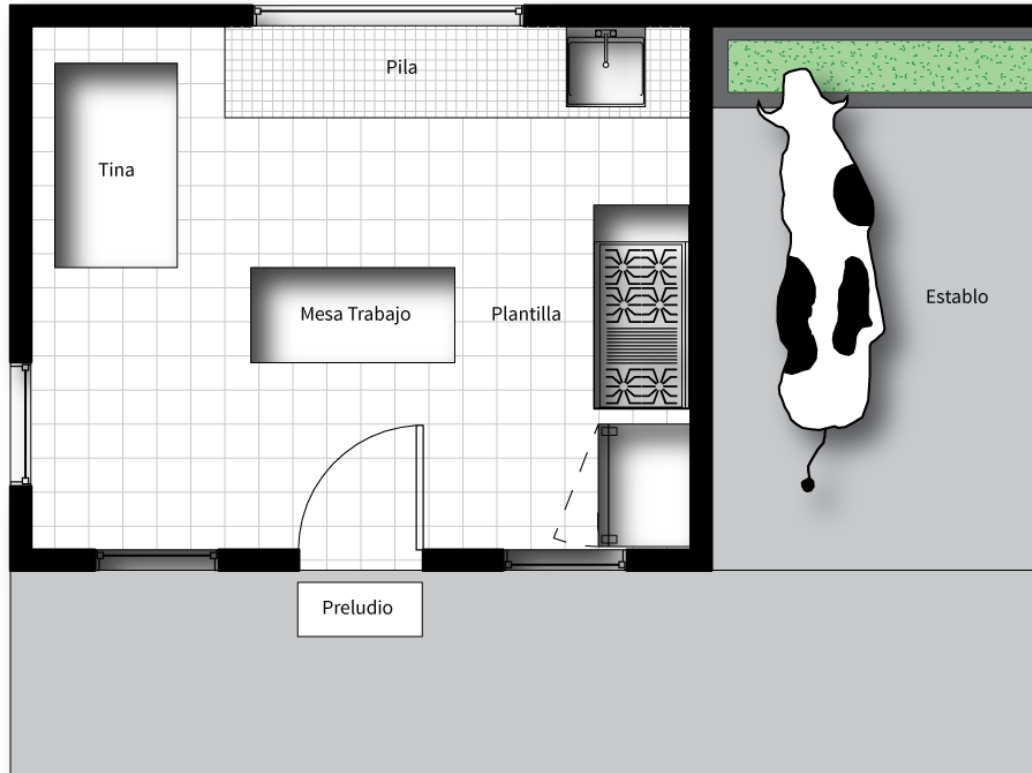 Pila
Tina
Mesa Trabajo
Plantilla
Establo
Preludio